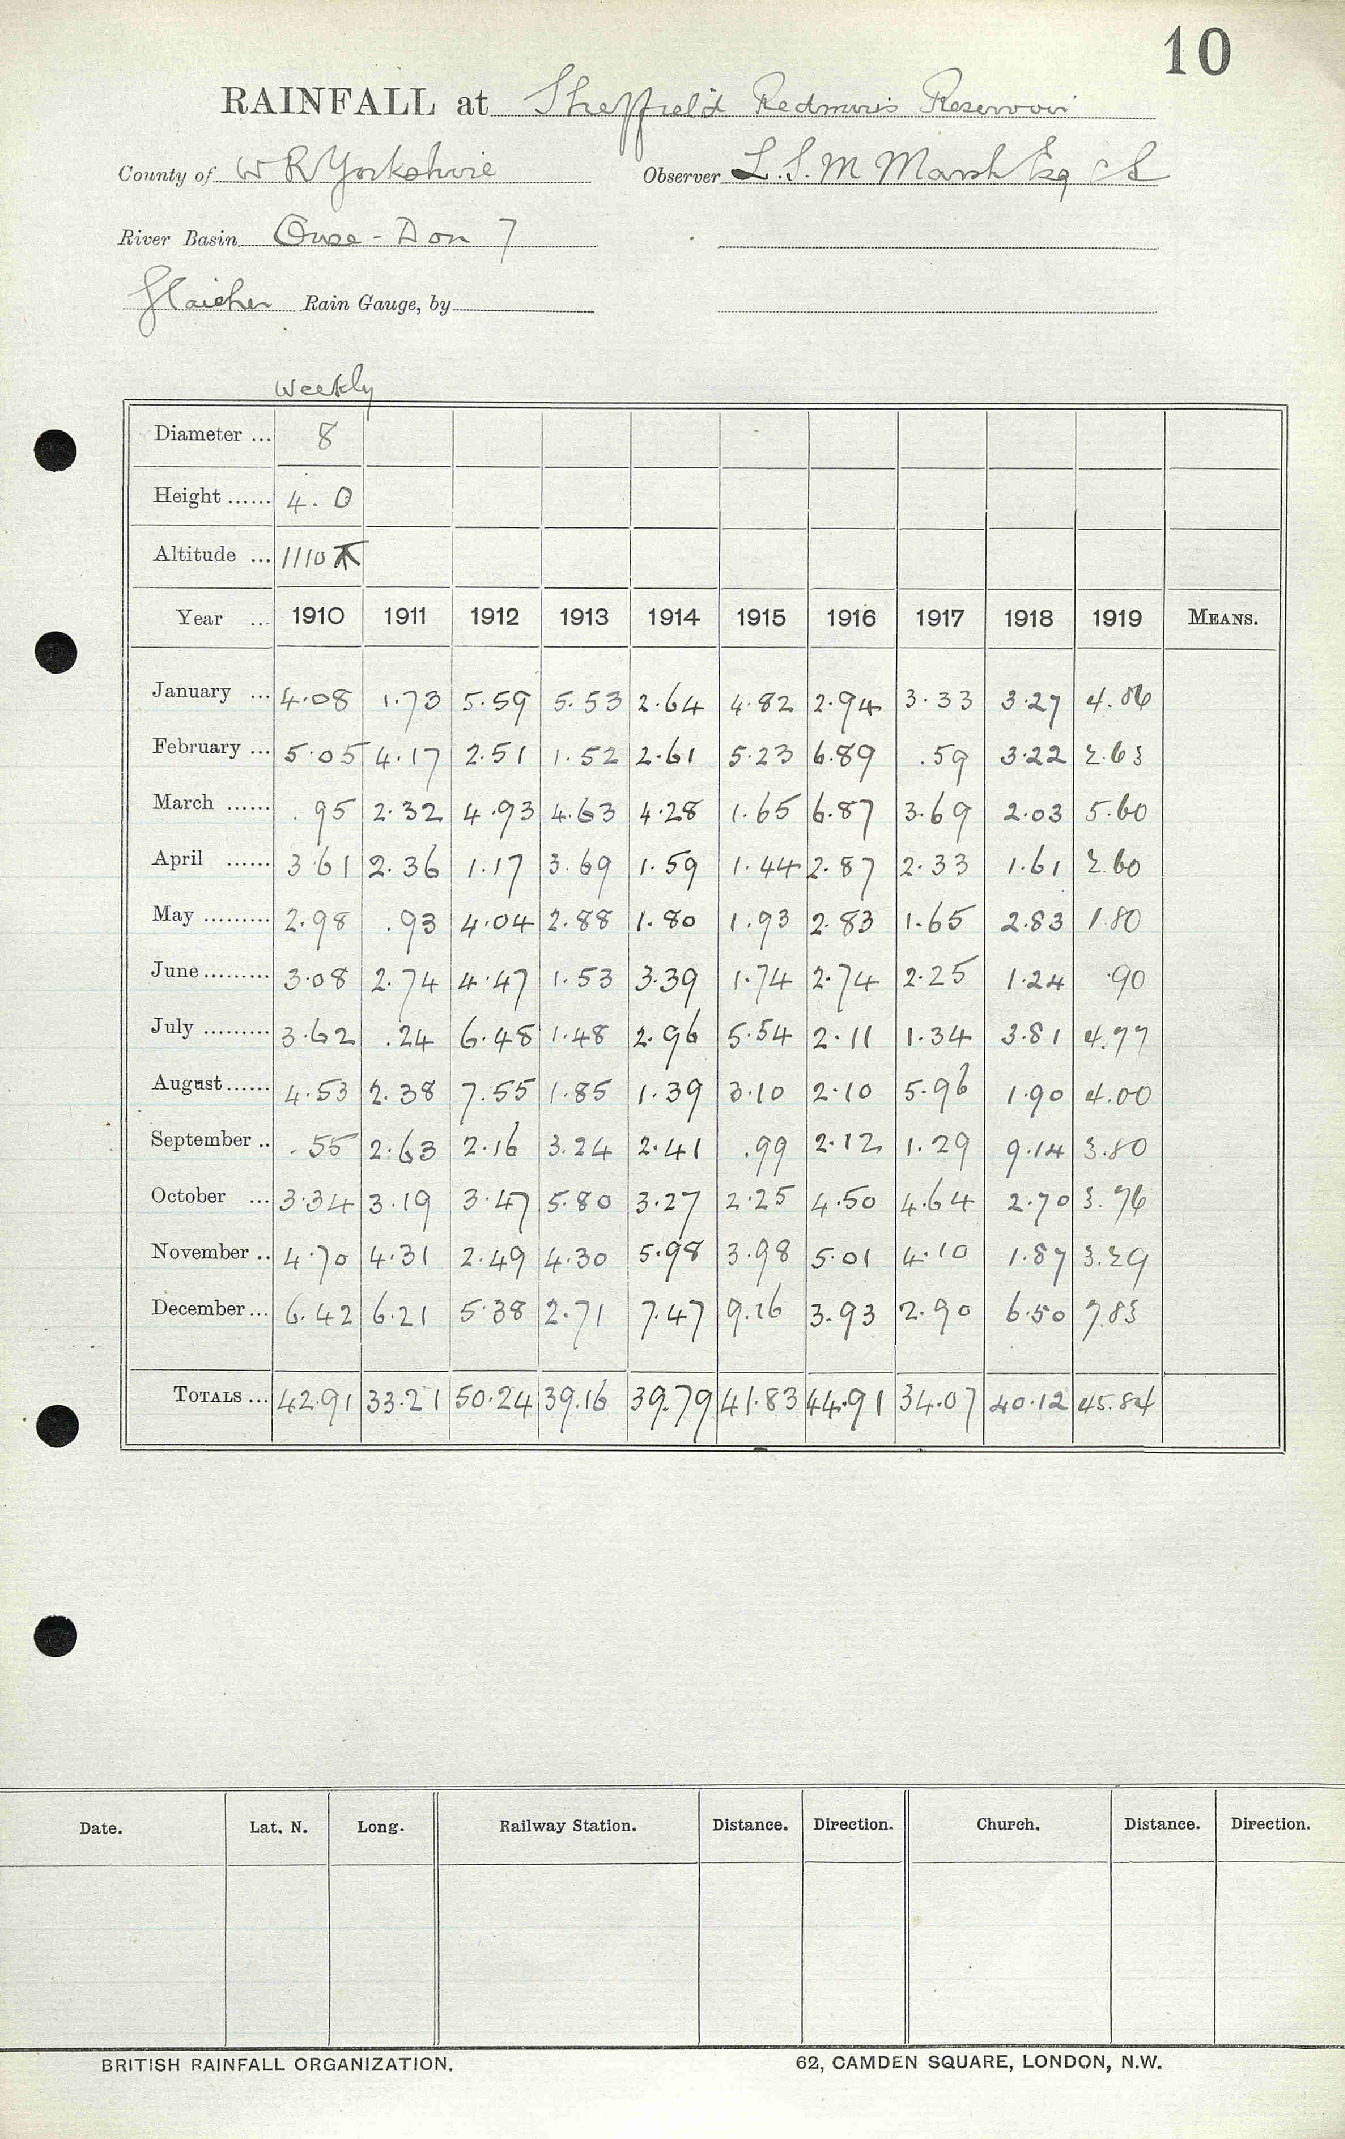 10
RAINFALL at Sheffield Redmires Reservoir
County of W R Yorkshire Observer L.S.M Marsh Esq CE
River Basin Ouse - Don 7
Rain Gauge, by
Weekly
Diameter ... 8
Height ...... 4.0
Altitude ... 1110
Year ... 1910 1911 1912 1913 1914 1915 1916 1917 1918 1919 MEANS.
January ... 4.08 1.73 5.59 5.53 2.64 4.82 2.94 3.33 3.27 4.86
February ... 5.05 4.17 2.51 1.52 2.61 5.23 6.89 .59 3.22 2.63
March ...... .95 2.32 4.93 4.63 4.28 1.65 6.87 3.69 2.03 5.60
April ...... 3.61 2.36 1.17 3.69 1.59 1.44 2.87 2.33 1.61 2.60
May ......... 2.98 .93 4.04 2.88 1.80 1.93 2.83 1.65 2.83 1.80
June ......... 3.08 2.74 4.47 1.53 3.39 1.74 2.74 2.25 1.24 .90
July ......... 3.62 .24 6.48 1.48 2.96 5.54 2.11 1.34 3.81 4.77
August ...... 4.53 2.38 7.55 1.85 1.39 3.10 2.10 5.96 1.90 4.00
September .. .55 2.63 2.16 3.24 2.41 .99 2.12 1.29 9.14 3.80
October ... 3.34 3.19 3.47 5.80 3.27 2.25 4.50 4.64 2.70 3.76
November .. 4.70 4.31 2.49 4.30 5.98 3.98 5.01 4.10 1.87 3.29
December ... 6.42 6.21 5.38 2.71 7.47 9.16 3.93 2.90 6.50 7.83
TOTALS ... 42.91 33.21 50.24 39.16 39.79 41.83 44.91 34.07 40.12 45.84
Date. Lat. N. Long. Railway Station. Distance. Direction. Church. Distance. Direction.
BRITISH RAINFALL ORGANIZATION. 62, CAMDEN SQUARE, LONDON, N.W.